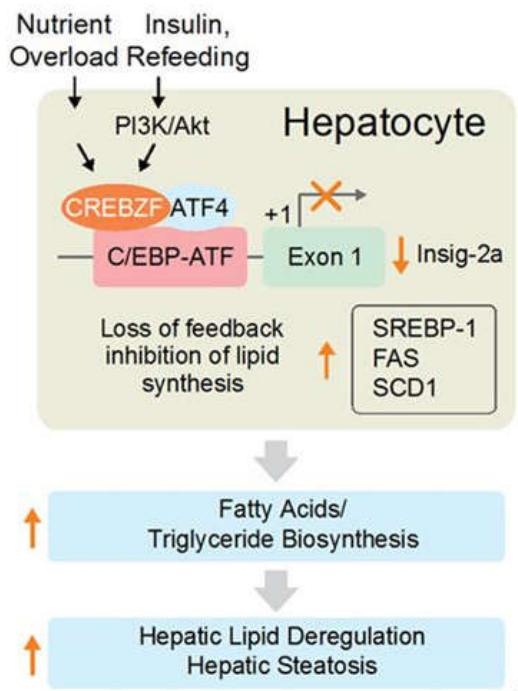 Nutrient Overload
Insulin, Refeeding
PI3K/Akt
Hepatocyte
CREBZF
ATF4
+1
C/EBP-ATF
Exon 1
Insig-2a
Loss of feedback
inhibition of lipid
synthesis
SREBP-1
FAS
SCD1
Fatty Acids/
Triglyceride Biosynthesis
Hepatic Lipid Deregulation
Hepatic Steatosis